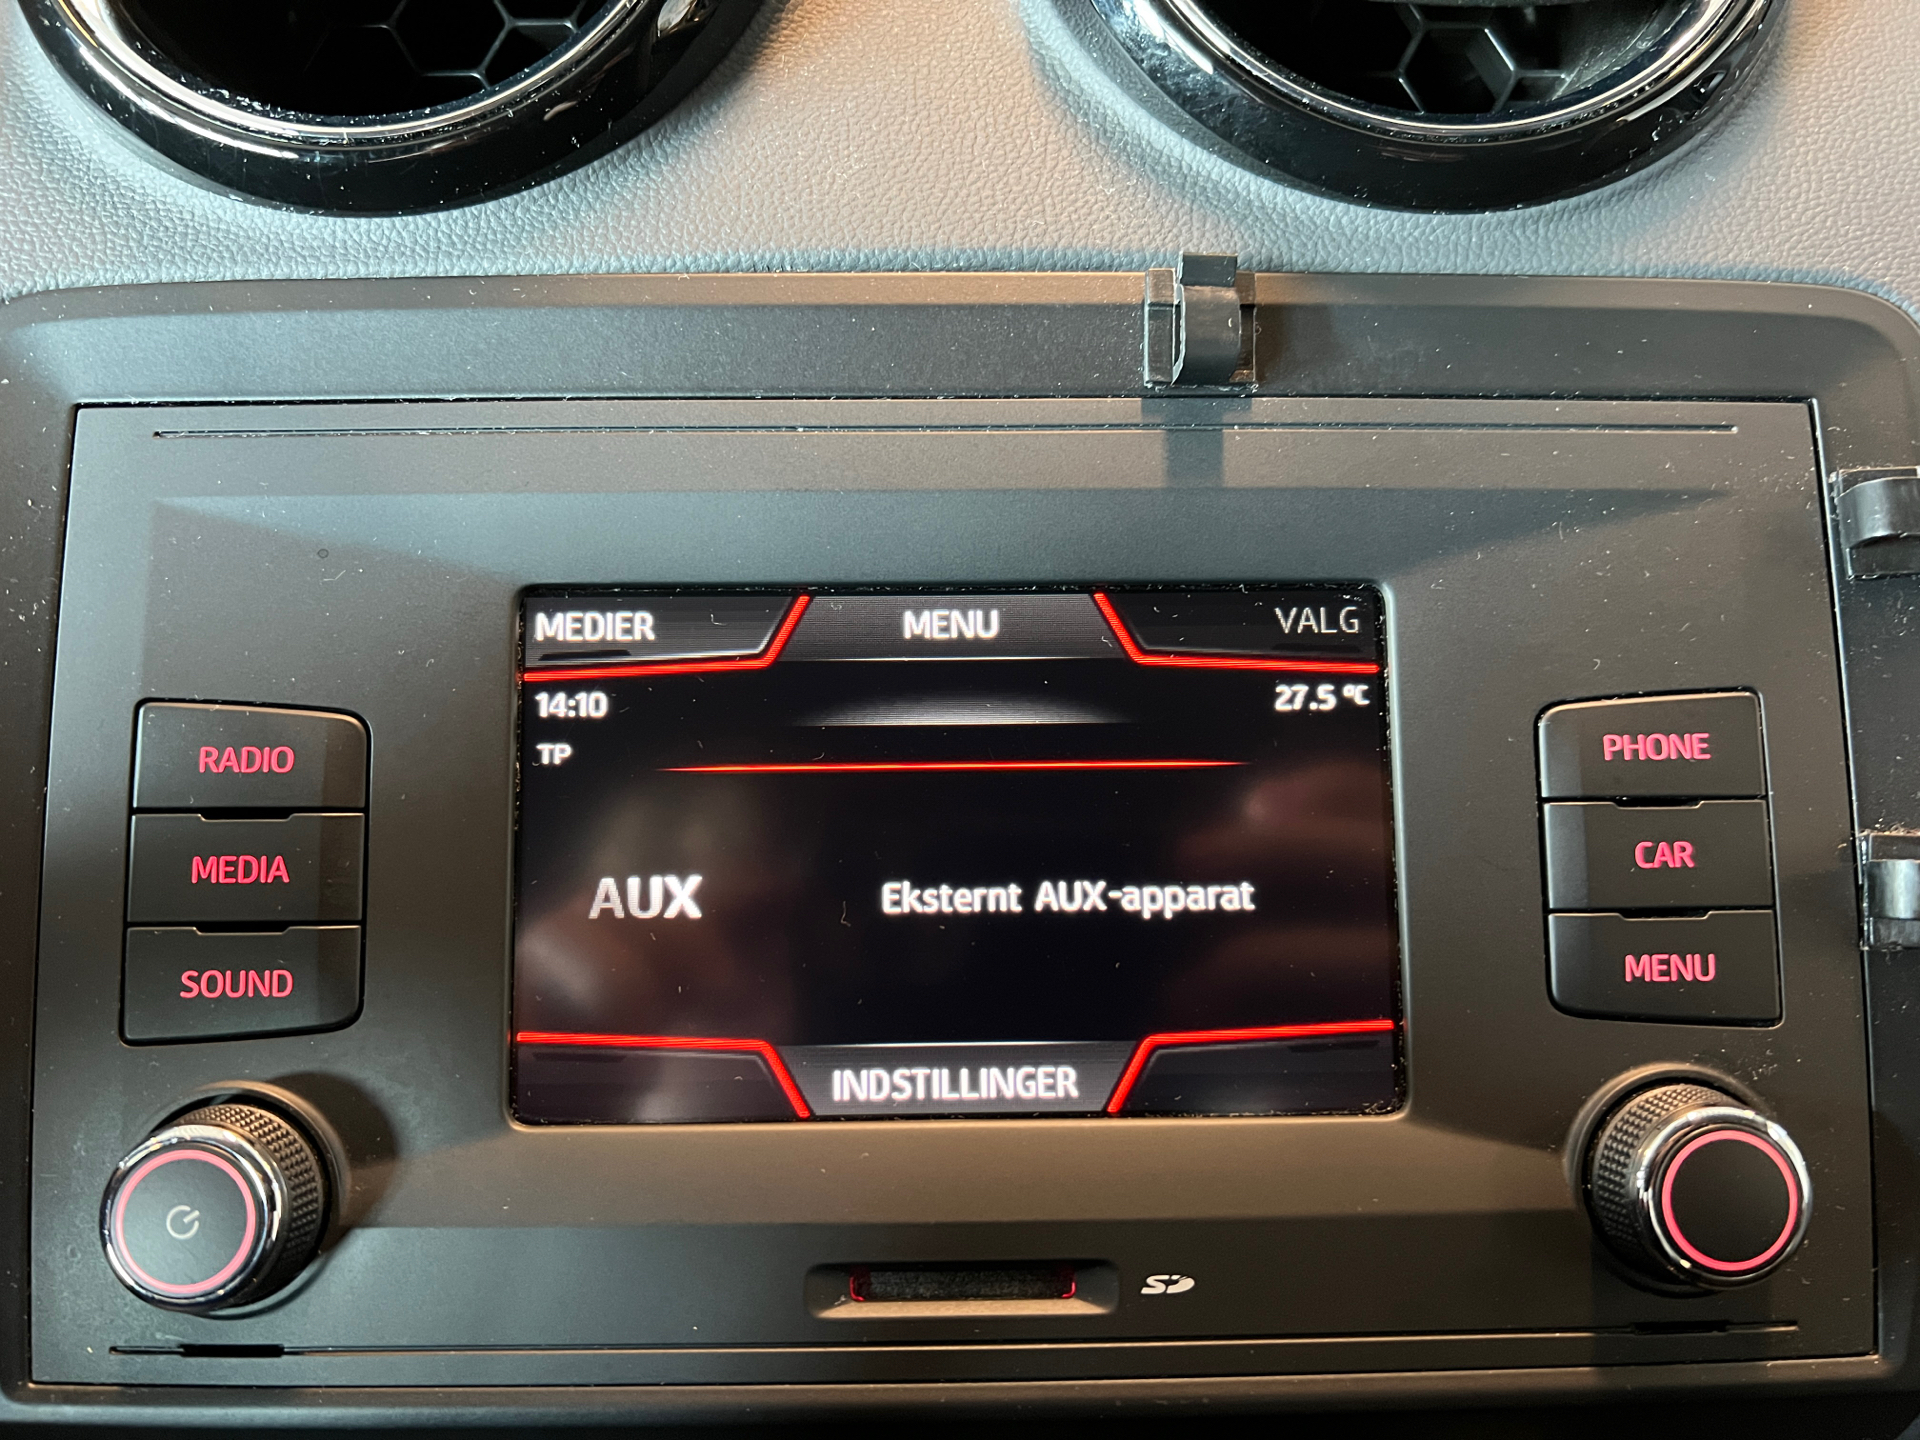 MEDIER MENU VALG
14:10 27.5 °C
TP
RADIO
MEDIA
SOUND
AUX Eksternt AUX-apparat
PHONE
CAR
MENU
INDSTILLINGER
SD